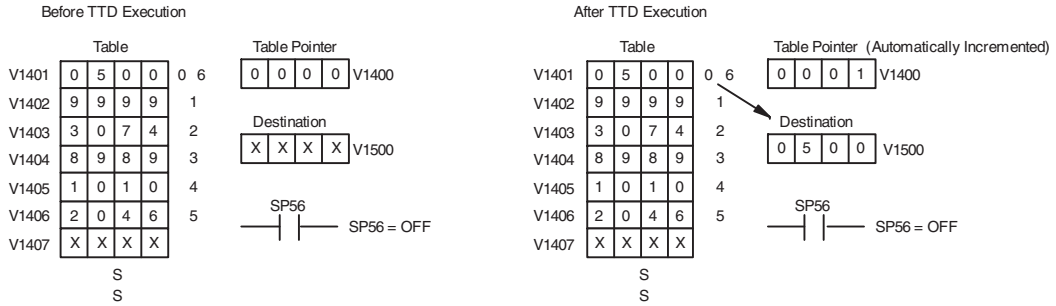 Before TTD Execution
Table
Table Pointer
V1401 0 5 0 0 0 6
0 0 0 0 V1400
V1402 9 9 9 9 1
V1403 3 0 7 4 2
Destination
V1404 8 9 8 9 3
X X X X V1500
V1405 1 0 1 0 4
V1406 2 0 4 6 5
SP56
SP56 = OFF
V1407 X X X X
S
S
After TTD Execution
Table
Table Pointer (Automatically Incremented)
V1401 0 5 0 0 0 6
0 0 0 1 V1400
V1402 9 9 9 9 1
V1403 3 0 7 4 2
Destination
V1404 8 9 8 9 3
0 5 0 0 V1500
V1405 1 0 1 0 4
V1406 2 0 4 6 5
SP56
SP56 = OFF
V1407 X X X X
S
S